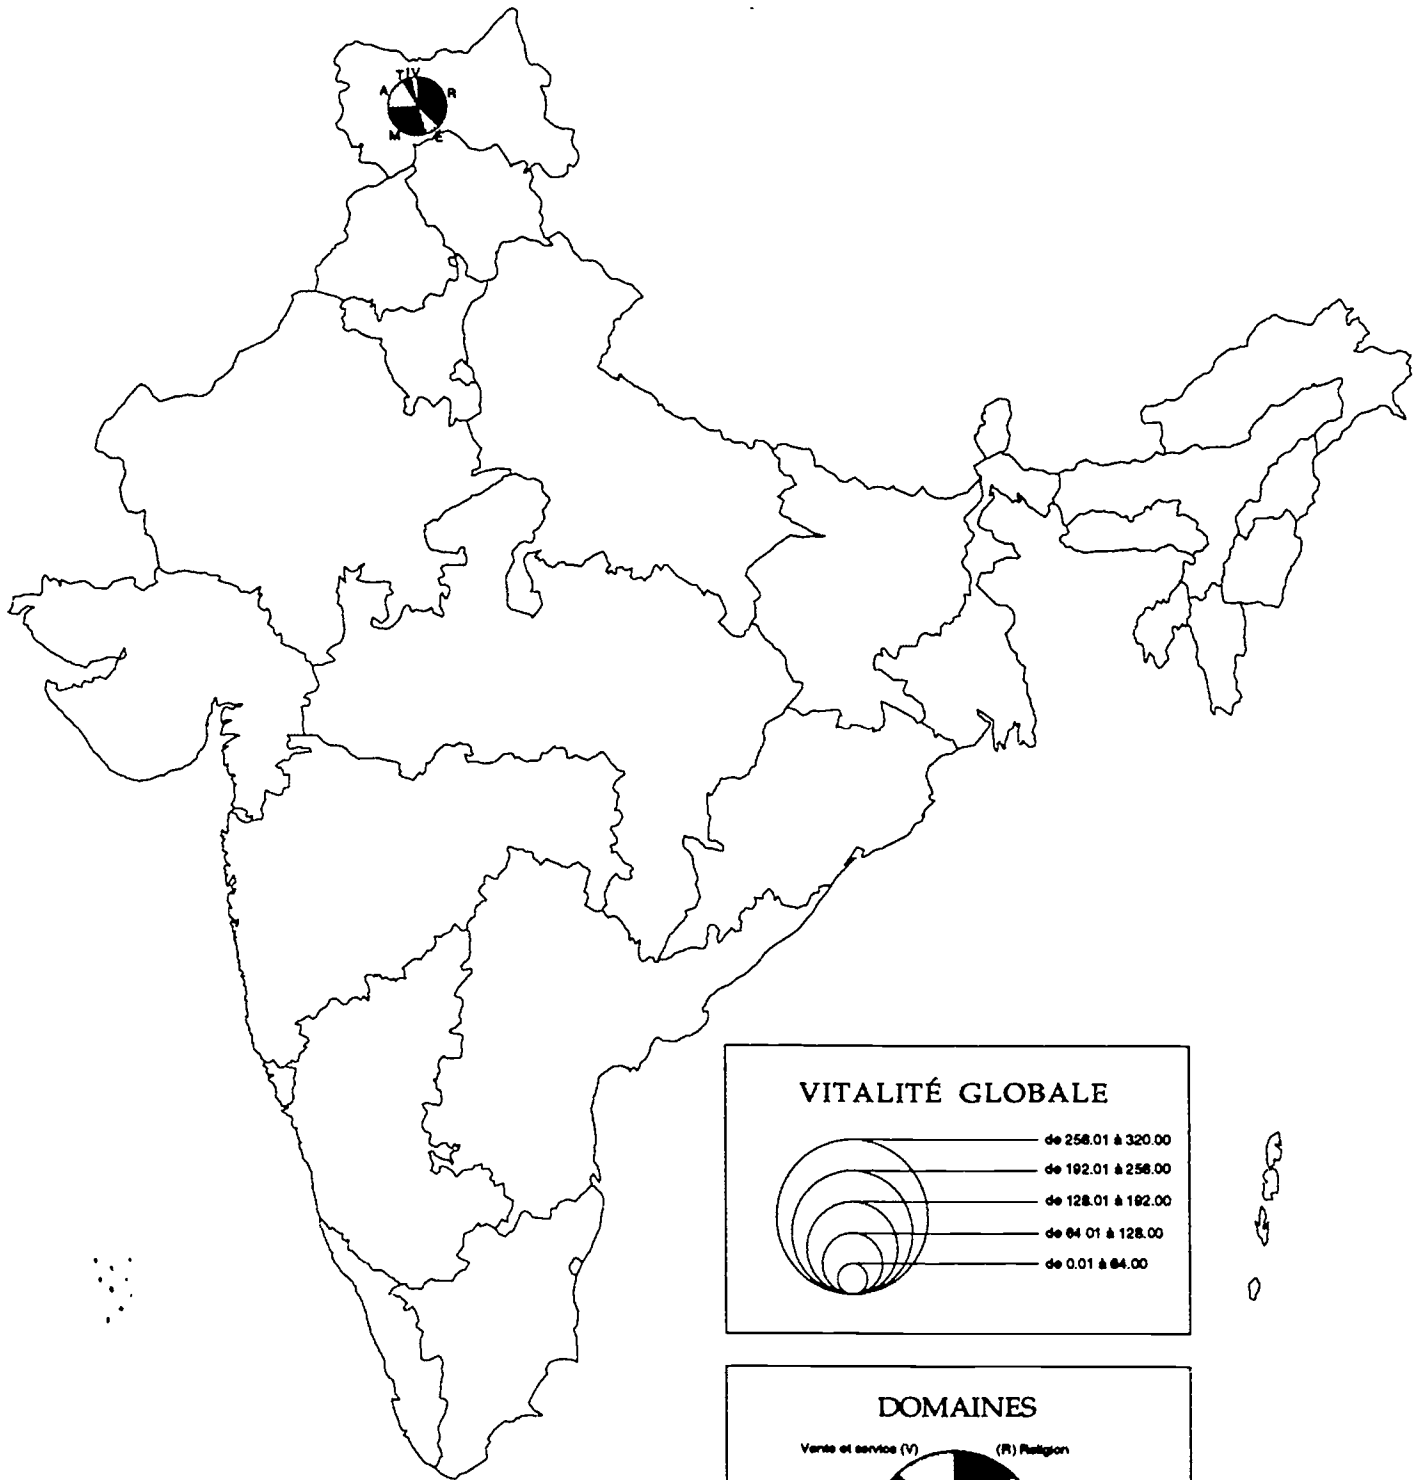 T I V
A R
M E
VITALITÉ GLOBALE
de 256.01 à 320.00
de 192.01 à 256.00
de 128.01 à 192.00
de 64 01 à 128.00
de 0.01 à 64.00
DOMAINES
Vente et service (V) (R) Religion